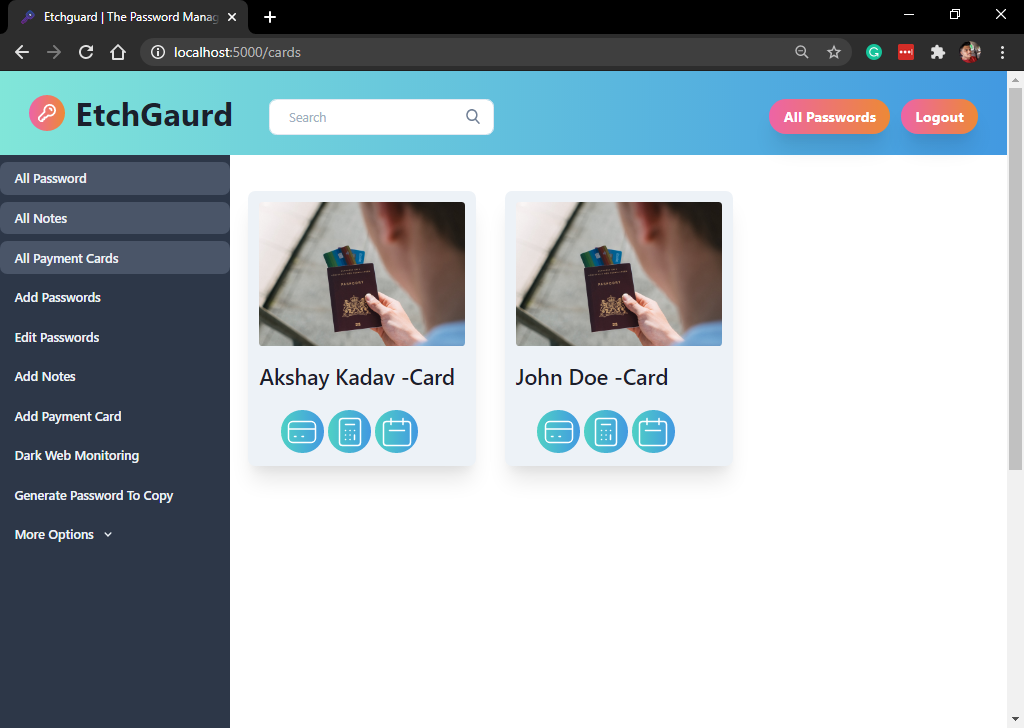 Etchguard | The Password Manag
localhost:5000/cards
EtchGaurd
Search
All Passwords
Logout
All Password
All Notes
All Payment Cards
Add Passwords
Edit Passwords
Add Notes
Add Payment Card
Dark Web Monitoring
Generate Password To Copy
More Options
PASSPORT
PASSPORT
Akshay Kadav -Card
John Doe -Card